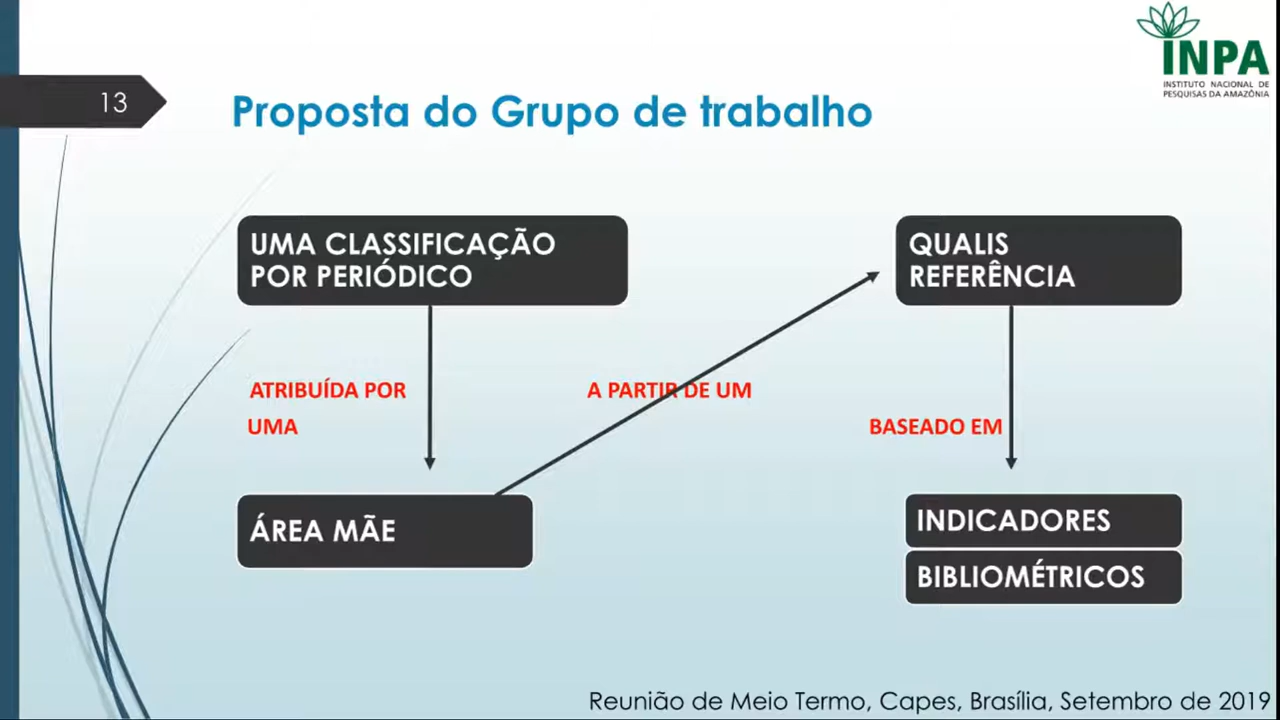 INPA
INSTITUTO NACIONAL DE
PESQUISAS DA AMAZÔNIA
13
Proposta do Grupo de trabalho
UMA CLASSIFICAÇÃO
POR PERIÓDICO
QUALIS
REFERÊNCIA
ATRIBUÍDA POR
UMA
A PARTIR DE UM
BASEADO EM
ÁREA MÃE
INDICADORES
BIBLIOMÉTRICOS
Reunião de Meio Termo, Capes, Brasília, Setembro de 2019